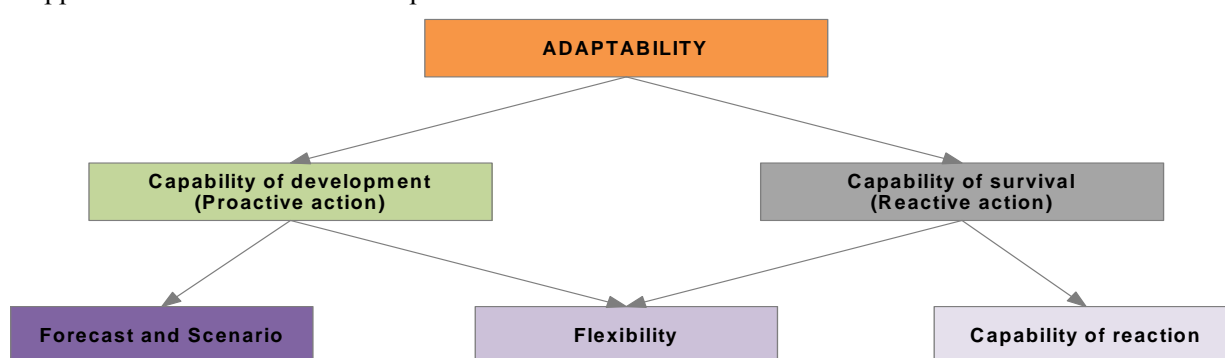 ADAPTABILITY
Capability of development
(Proactive action)
Capability of survival
(Reactive action)
Forecast and Scenario
Flexibility
Capability of reaction